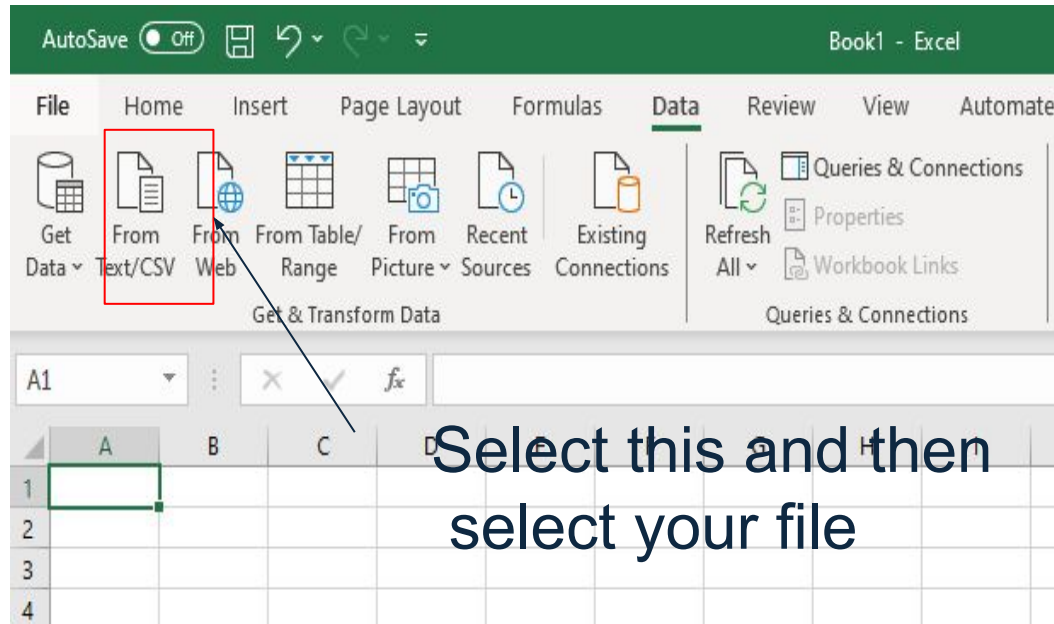 AutoSave Off Book1 - Excel
File Home Insert Page Layout Formulas Data Review View Automate
Get Data From Text/CSV From Web From Table/ Range From Picture Recent Sources Existing Connections Refresh All Queries & Connections
Properties
Workbook Links
Get & Transform Data Queries & Connections
A1 fx
A B C D E F G H I
Select this and then
select your file
1
2
3
4